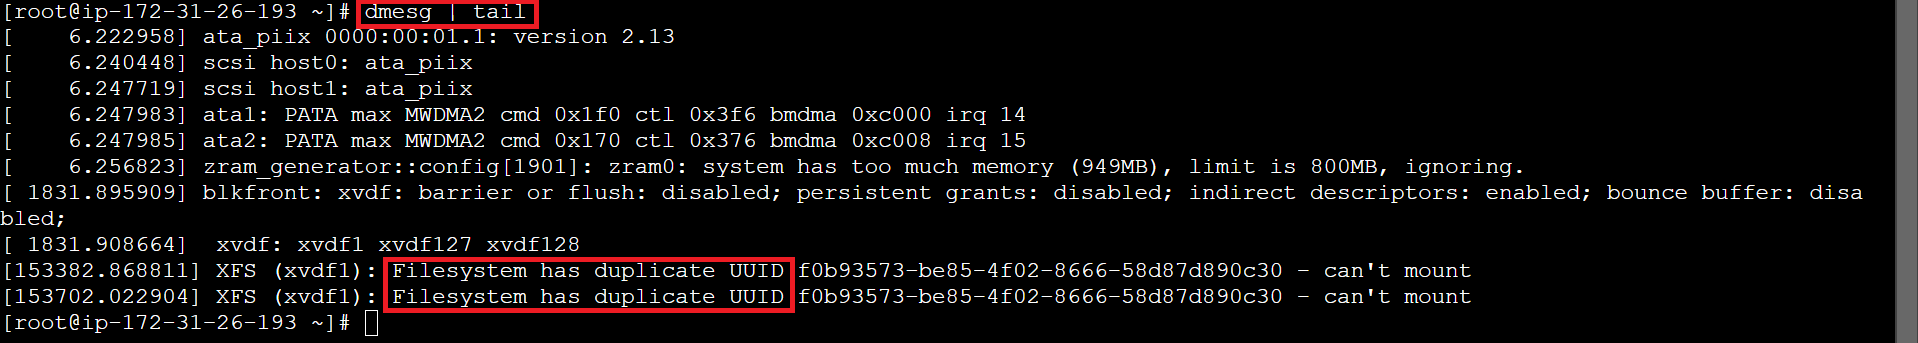 [root@ip-172-31-26-193 ~]# dmesg | tail
[    6.222958] ata_piix 0000:00:01.1: version 2.13
[    6.240448] scsi host0: ata_piix
[    6.247719] scsi host1: ata_piix
[    6.247983] ata1: PATA max MWDMA2 cmd 0x1f0 ctl 0x3f6 bmdma 0xc000 irq 14
[    6.247985] ata2: PATA max MWDMA2 cmd 0x170 ctl 0x376 bmdma 0xc008 irq 15
[    6.256823] zram_generator::config[1901]: zram0: system has too much memory (949MB), limit is 800MB, ignoring.
[ 1831.895909] blkfront: xvdf: barrier or flush: disabled; persistent grants: disabled; indirect descriptors: enabled; bounce buffer: disa
bled;
[ 1831.908664]  xvdf: xvdf1 xvdf127 xvdf128
[153382.868811] XFS (xvdf1): Filesystem has duplicate UUID f0b93573-be85-4f02-8666-58d87d890c30 - can't mount
[153702.022904] XFS (xvdf1): Filesystem has duplicate UUID f0b93573-be85-4f02-8666-58d87d890c30 - can't mount
[root@ip-172-31-26-193 ~]#